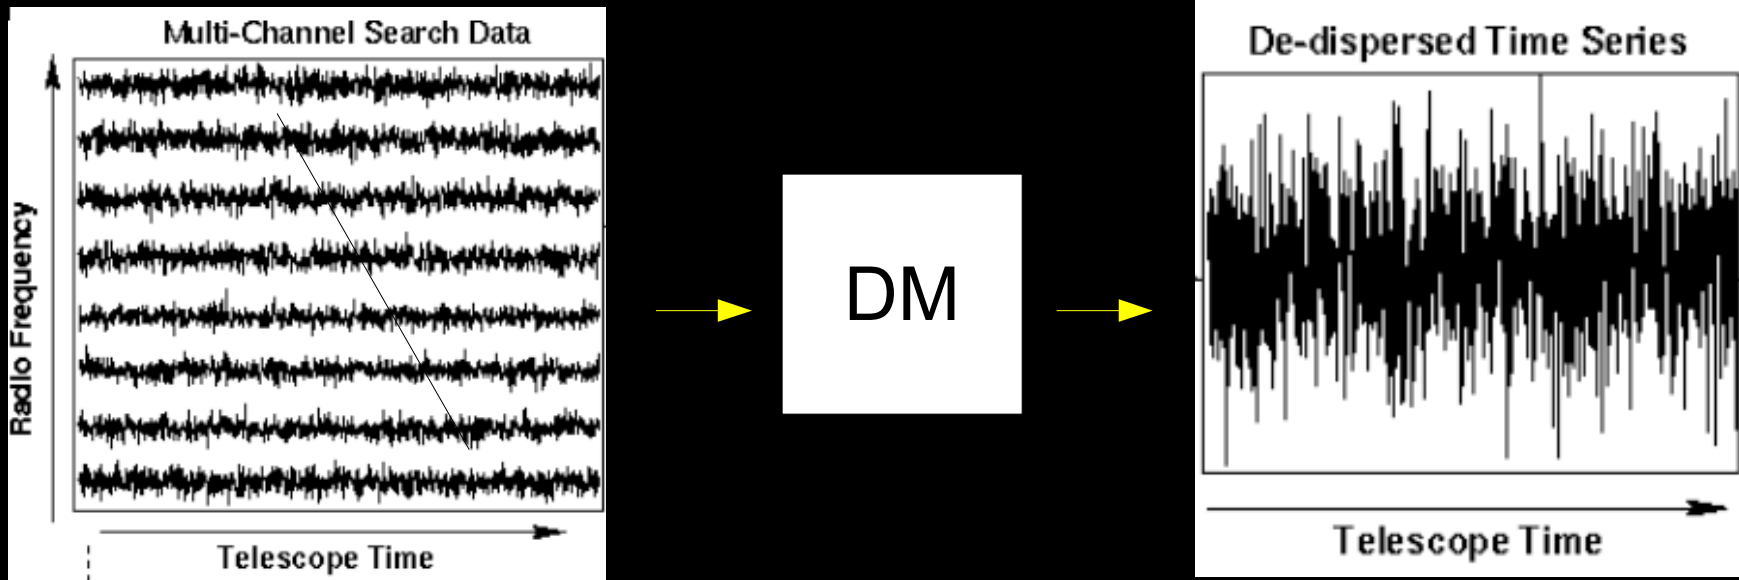 Multi-Channel Search Data
Radio Frequency
Telescope Time
DM
De-dispersed Time Series
Telescope Time